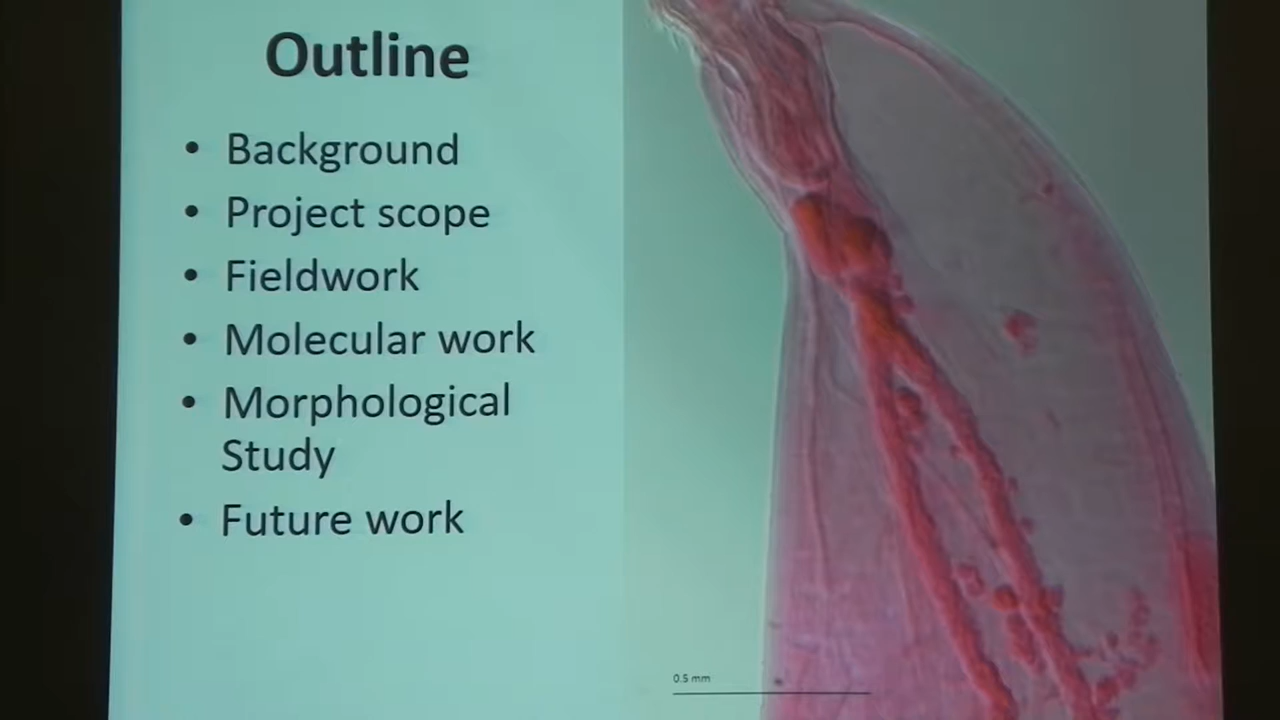 Outline
• Background
• Project scope
• Fieldwork
• Molecular work
• Morphological
Study
• Future work
0.5 mm